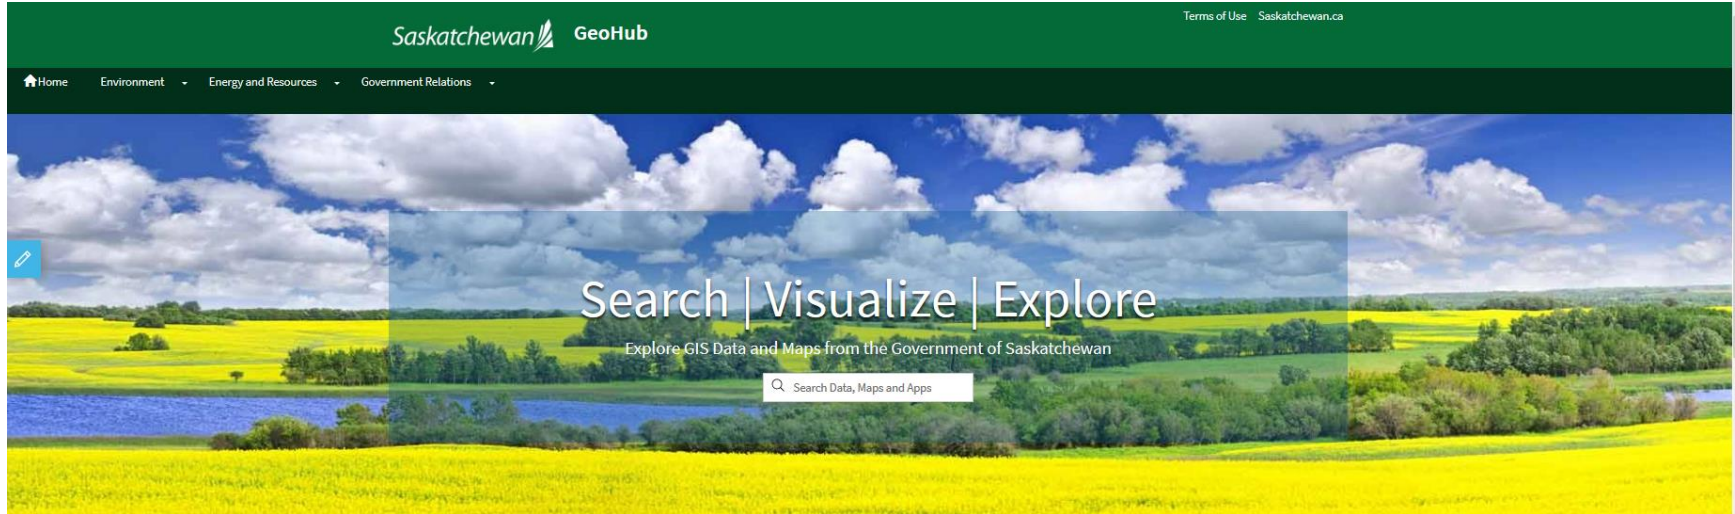 Saskatchewan GeoHub
Terms of Use Saskatchewan.ca
Home Environment Energy and Resources Government Relations
Search | Visualize | Explore
Explore GIS Data and Maps from the Government of Saskatchewan
Search Data, Maps and Apps